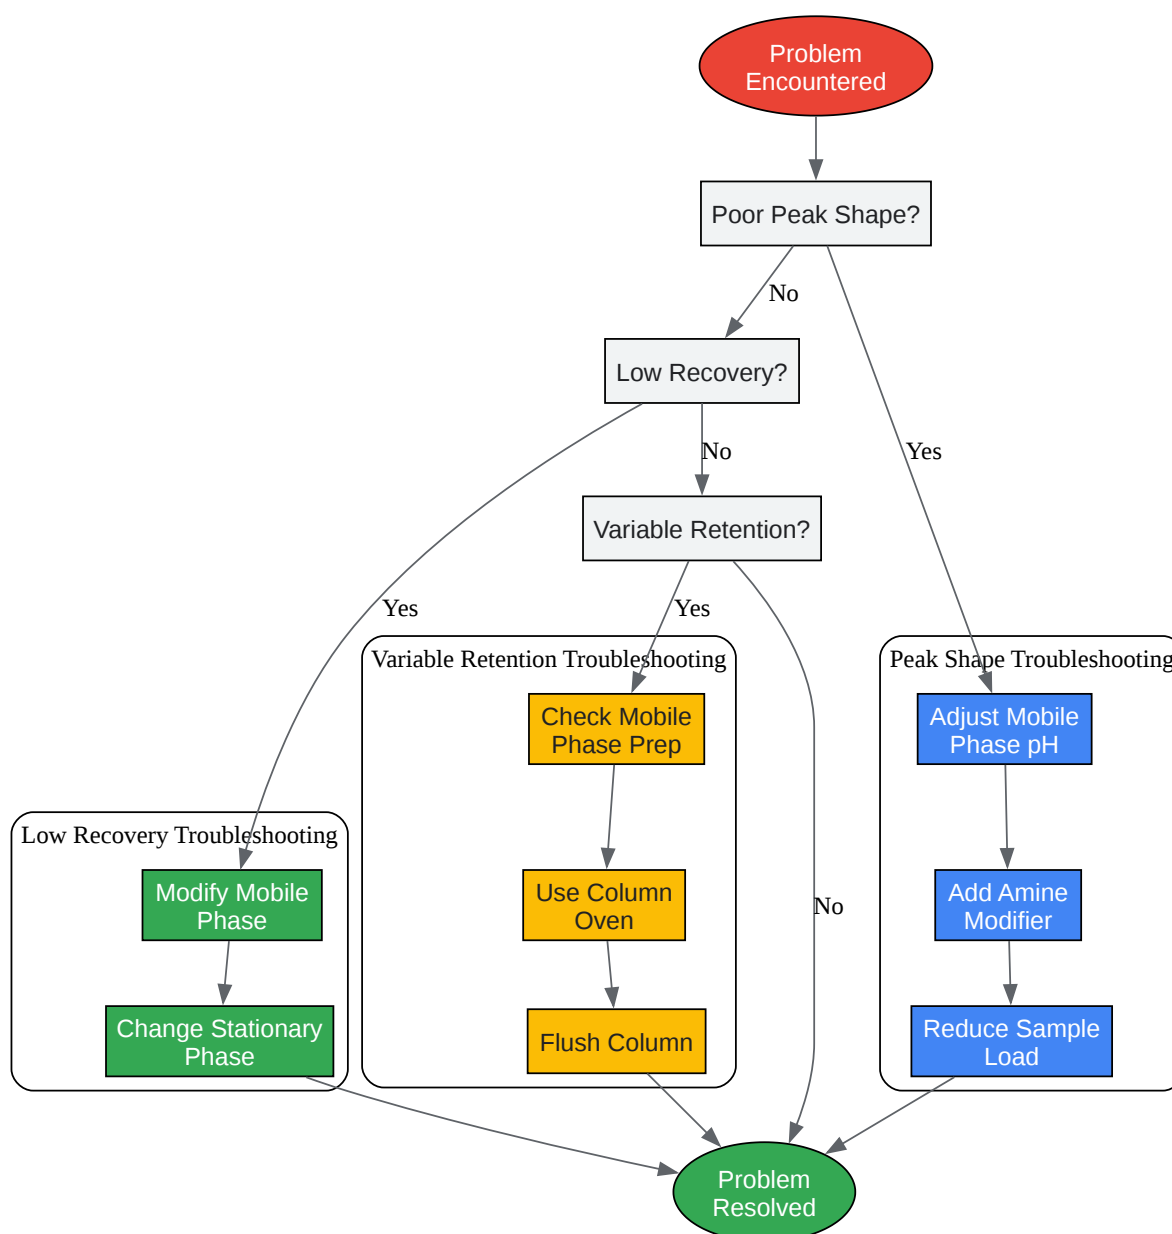 Problem
Encountered
Poor Peak Shape?
No
Low Recovery?
No
Yes
Variable Retention?
Yes
Yes
Variable Retention Troubleshooting
Peak Shape Troubleshooting
Check Mobile
Phase Prep
Adjust Mobile
Phase pH
Low Recovery Troubleshooting
Modify Mobile
Phase
Use Column
Oven
No
Add Amine
Modifier
Change Stationary
Phase
Flush Column
Reduce Sample
Load
Problem
Resolved